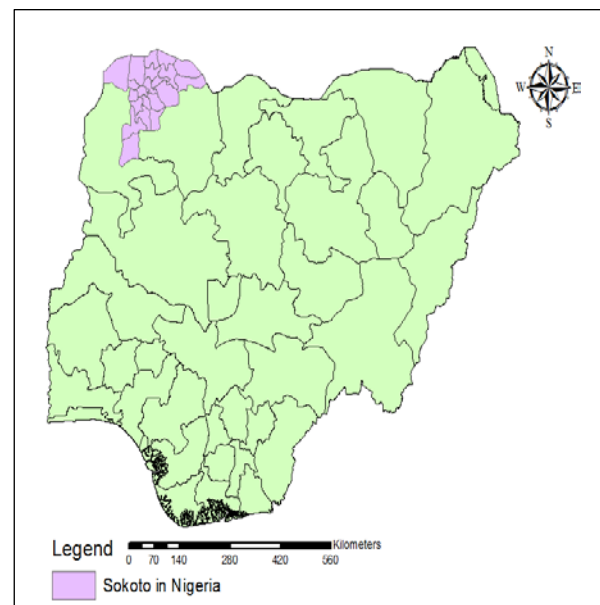 N
W E
S
Legend
Kilometers
0 70 140 280 420 560
Sokoto in Nigeria